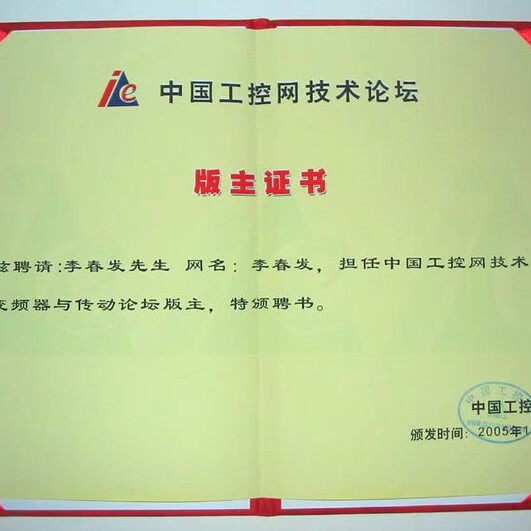 中国工控网技术论坛
版主证书
兹聘请:李春发先生 网名:李春发,担任中国工控网技术
变频器与传动论坛版主,特颁聘书。
中国工控
颁发时间:2005年1